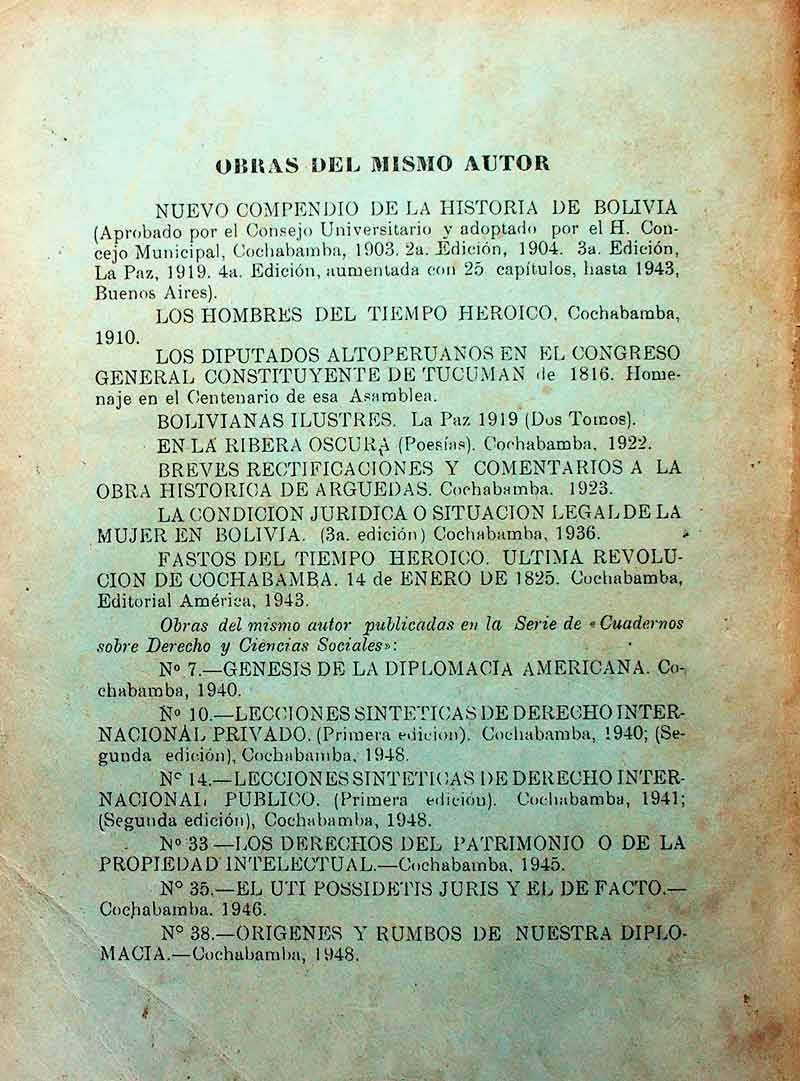 OBRAS DEL MISMO AUTOR
NUEVO COMPENDIO DE LA HISTORIA DE BOLIVIA
(Aprobado por el Consejo Universitario y adoptado por el H. Con-
cejo Municipal, Cochabamba, 1903. 2a. Edición, 1904. 3a. Edición,
La Paz, 1919. 4a. Edición, aumentada con 25 capítulos, hasta 1943,
Buenos Aires).
LOS HOMBRES DEL TIEMPO HEROICO, Cochabamba,
1910.
LOS DIPUTADOS ALTOPERUANOS EN EL CONGRESO
GENERAL CONSTITUYENTE DE TUCUMAN de 1816. Home-
naje en el Centenario de esa Asamblea.
BOLIVIANAS ILUSTRES. La Paz 1919 (Dos Tomos).
EN LA RIBERA OSCURA (Poesías). Cochabamba, 1922.
BREVES RECTIFICACIONES Y COMENTARIOS A LA
OBRA HISTORICA DE ARGUEDAS. Cochabamba. 1923.
LA CONDICION JURIDICA O SITUACION LEGAL DE LA
MUJER EN BOLIVIA. (3a. edición) Cochabamba, 1936.
FASTOS DEL TIEMPO HEROICO. ULTIMA REVOLU-
CION DE COCHABAMBA. 14 de ENERO DE 1825. Cochabamba,
Editorial América, 1943.
Obras del mismo autor publicadas en la Serie de «Cuadernos
sobre Derecho y Ciencias Sociales»:
Nº 7.—GENESIS DE LA DIPLOMACIA AMERICANA. Co-
chabamba, 1940.
Nº 10.—LECCIONES SINTETICAS DE DERECHO INTER-
NACIONAL PRIVADO. (Primera edición). Cochabamba, 1940; (Se-
gunda edición), Cochabamba, 1948.
Nº 14.—LECCIONES SINTETICAS DE DERECHO INTER-
NACIONAL PUBLICO. (Primera edición). Cochabamba, 1941;
(Segunda edición), Cochabamba, 1948.
Nº 33—LOS DERECHOS DEL PATRIMONIO O DE LA
PROPIEDAD INTELECTUAL.—Cochabamba, 1945.
Nº 35.—EL UTI POSSIDETIS JURIS Y EL DE FACTO.—
Cochabamba. 1946.
Nº 38.—ORIGENES Y RUMBOS DE NUESTRA DIPLO-
MACIA.—Cochabamba, 1948.